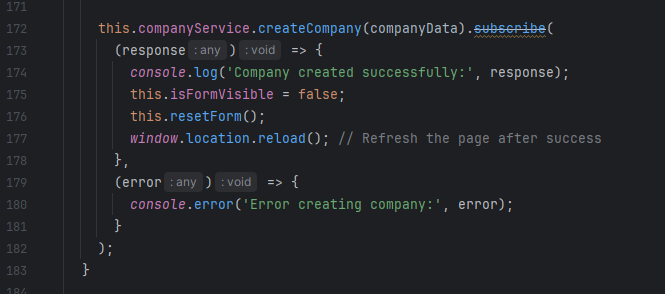 171
172 this.companyService.createCompany(companyData).subscribe(
173 (response :any ) :void => {
174 console.log('Company created successfully:', response);
175 this.isFormVisible = false;
176 this.resetForm();
177 window.location.reload(); // Refresh the page after success
178 },
179 (error :any ) :void => {
180 console.error('Error creating company:', error);
181 }
182 );
183 }
184